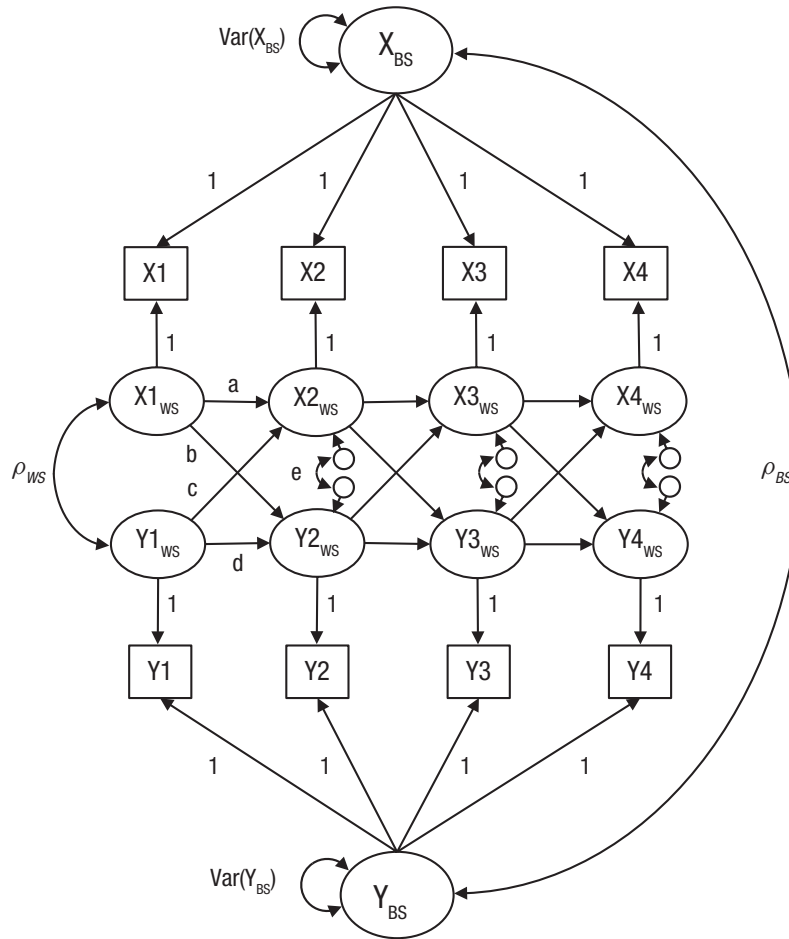 Var(X_BS)
X_BS
1 1 1 1
X1 X2 X3 X4
1 1 1 1
X1_WS a X2_WS X3_WS X4_WS
b
ρ_WS c e ρ_BS
Y1_WS d Y2_WS Y3_WS Y4_WS
1 1 1 1
Y1 Y2 Y3 Y4
1 1 1 1
Var(Y_BS)
Y_BS